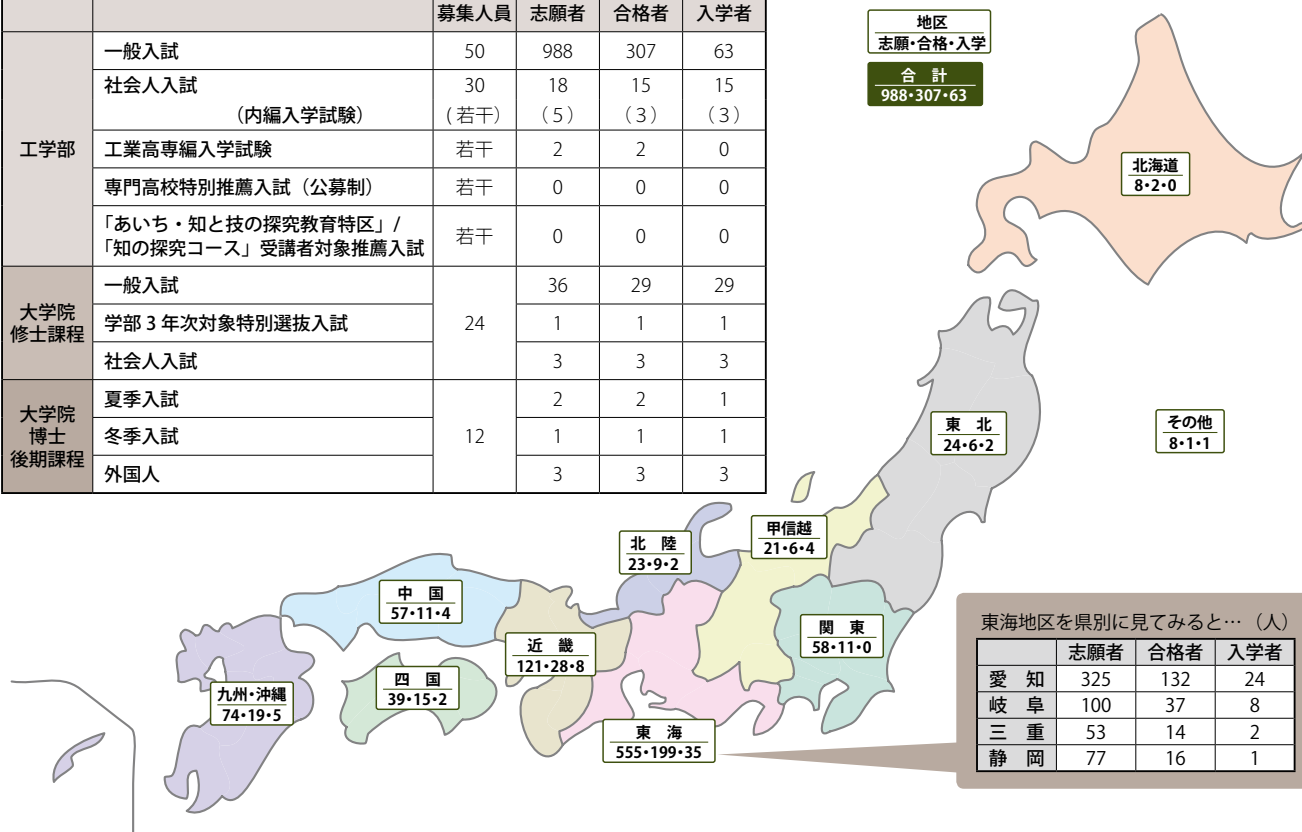 募集人員 志願者 合格者 入学者
工学部
一般入試 50 988 307 63
社会人入試 30 18 15 15
（内編入学試験） (若干) （5） （3） （3）
工業高専編入学試験 若干 2 2 0
専門高校特別推薦入試（公募制） 若干 0 0 0
「あいち・知と技の探究教育特区」/
「知の探究コース」受講者対象推薦入試 若干 0 0 0
大学院
修士課程
一般入試 36 29 29
学部3年次対象特別選抜入試 24 1 1 1
社会人入試 3 3 3
大学院
博士
後期課程
夏季入試 2 2 1
冬季入試 12 1 1 1
外国人 3 3 3
地区
志願・合格・入学
合計
988・307・63
北海道
8・2・0
東北
24・6・2
その他
8・1・1
甲信越
21・6・4
北陸
23・9・2
中国
57・11・4
関東
58・11・0
近畿
121・28・8
四国
39・15・2
九州・沖縄
74・19・5
東海
555・199・35
東海地区を県別に見てみると…（人）
志願者 合格者 入学者
愛知 325 132 24
岐阜 100 37 8
三重 53 14 2
静岡 77 16 1